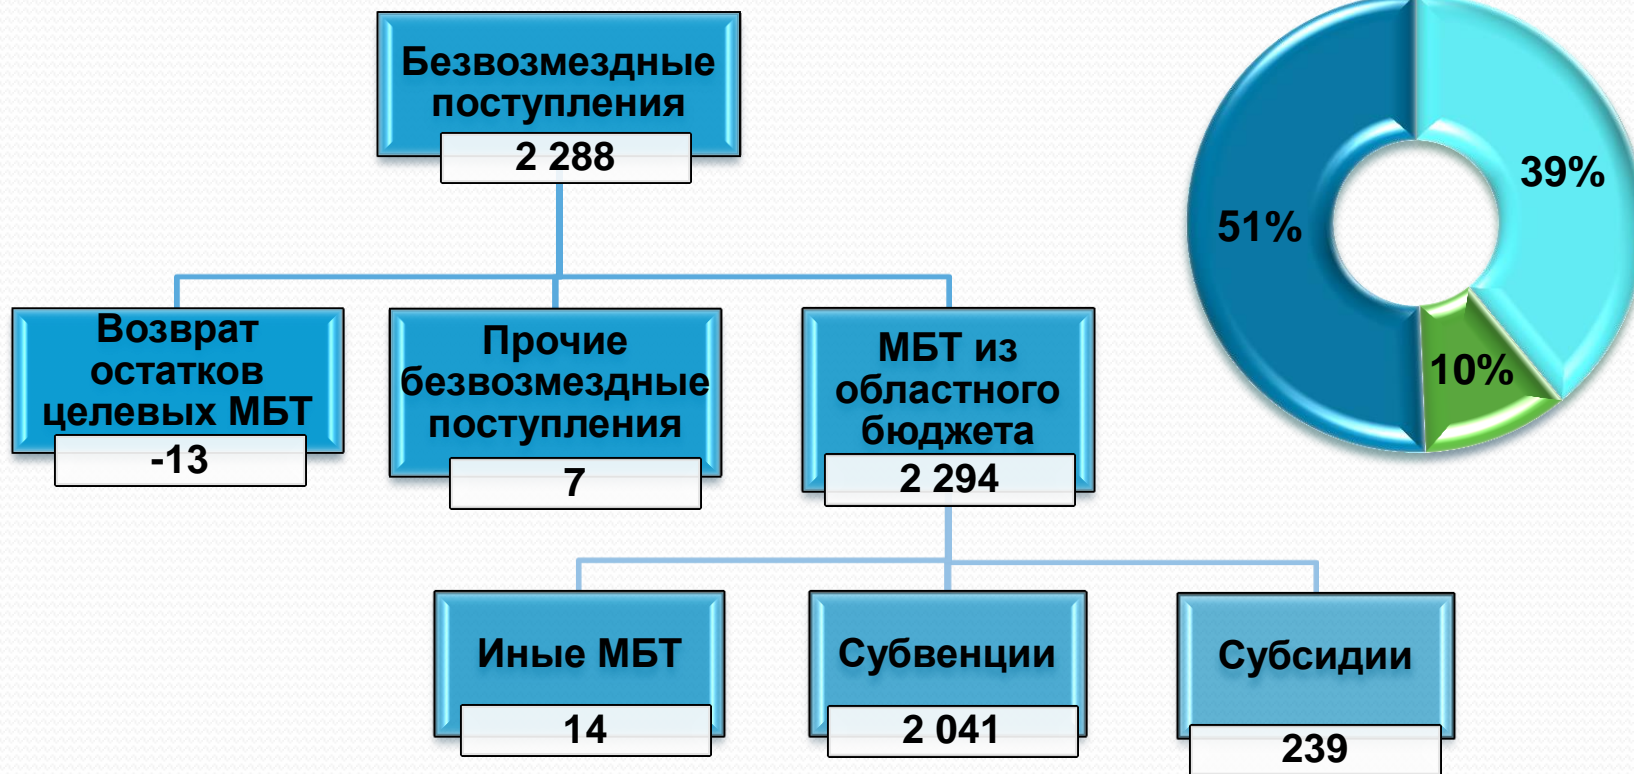 Безвозмездные
поступления
2 288
39%
51%
10%
Возврат
остатков
целевых МБТ
-13
Прочие
безвозмездные
поступления
7
МБТ из
областного
бюджета
2 294
Иные МБТ
14
Субвенции
2 041
Субсидии
239